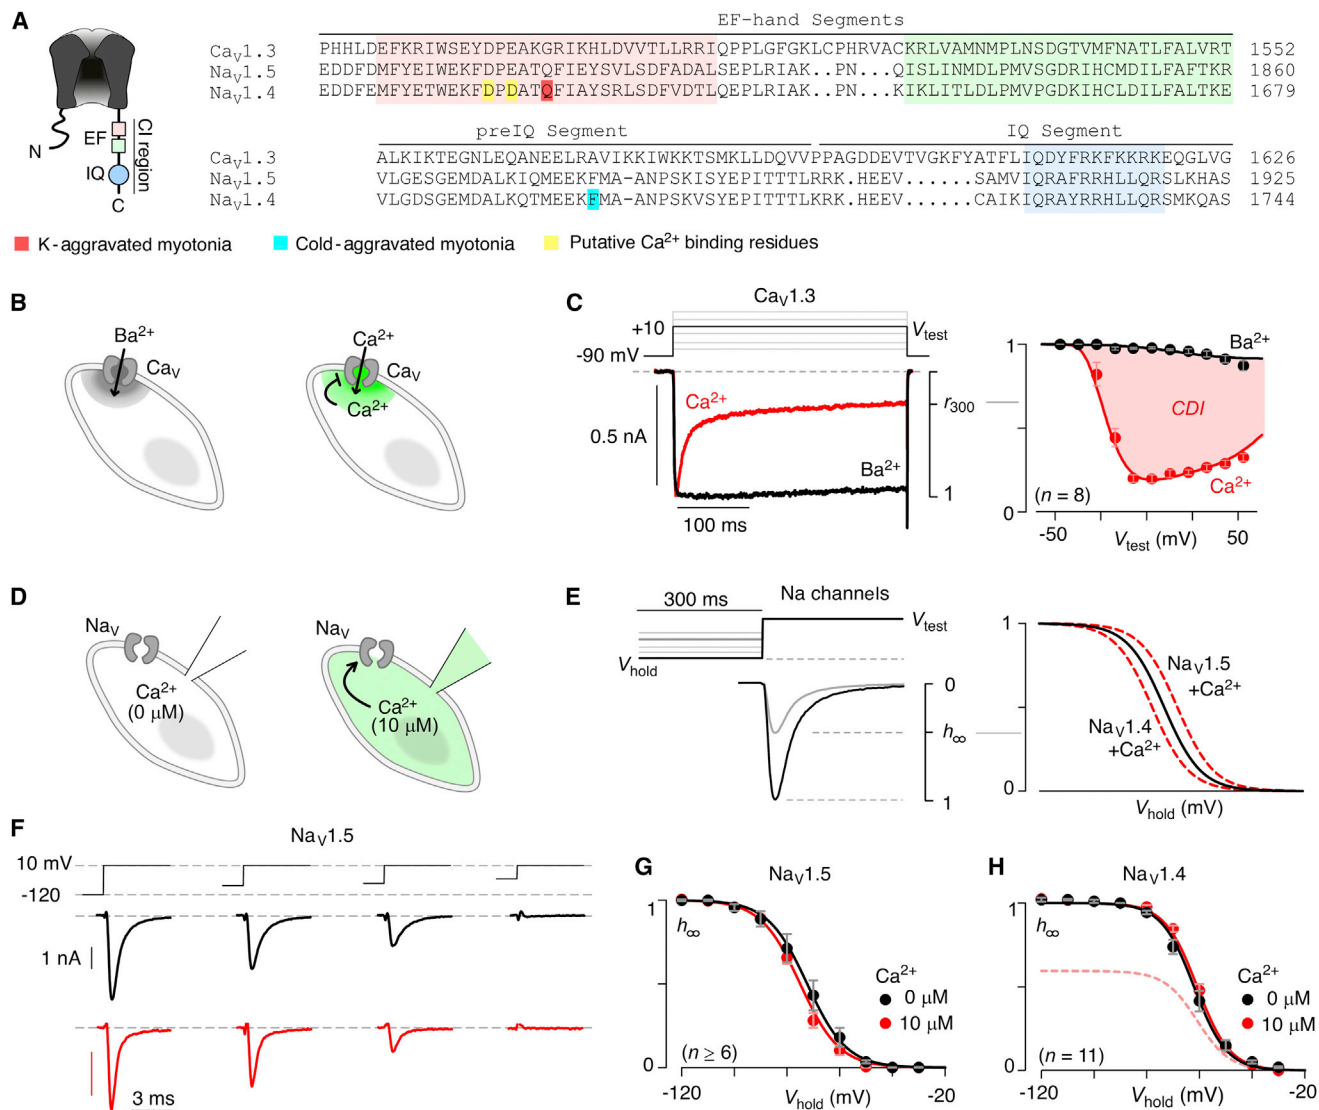 A
EF-hand Segments
CaV1.3 PHHLDEFKRIWSEYDPEAKGRIKHLDVVTLLRRIQPPLGFGKLCPHRVACKRLVAMNMPLNSDGTVMFNATLFALVRT 1552
NaV1.5 EDDFDMFYEIWEKFDPEATQFIEYSVLSDFADALSEPLRIAK..PN...QISLINMDLPMVSGDRIHCMDILFAFTKR 1860
NaV1.4 EDDFEMFYETWEKFDPDATQFIAYSRLSDFVDTLQEPLRIAK..PN...KIKLITLDLPMVPGDKIHCLDILFALTKE 1679
preIQ Segment IQ Segment
CaV1.3 ALKIKTEGNLEQANEELRAVIKKIWKKTSMKLLDQVVPPAGDDEVTVGKFYATFLIQDYFRKFKKRKEQGLVG 1626
NaV1.5 VLGESGEMDALKIQMEEKFMA-ANPSKISYEPITTTLRRK.HEEV......SAMVIQRAFRRHLLQRSLKHAS 1925
NaV1.4 VLGDSGEMDALKQTMEEKFMA-ANPSKVSYEPITTTLKRK.HEEV......CAIKIQRAYRRHLLQRSMKQAS 1744
N
EF
IQ
C
CI region
K-aggravated myotonia
Cold-aggravated myotonia
Putative Ca2+ binding residues
B
Ba2+
CaV
Ca2+
CaV
Ca2+
C
CaV1.3
+10
Vtest
-90 mV
Ca2+
0.5 nA
Ba2+
100 ms
r300
1
1
0
Ba2+
CDI
Ca2+
(n = 8)
-50
50
Vtest (mV)
D
NaV
Ca2+
(0 μM)
NaV
Ca2+
(10 μM)
E
300 ms
Na channels
Vtest
Vhold
0
h∞
1
1
0
NaV1.5
+Ca2+
NaV1.4
+Ca2+
Vhold (mV)
F
NaV1.5
10 mV
-120
1 nA
3 ms
G
NaV1.5
1
h∞
Ca2+
0 μM
10 μM
0
(n ≥ 6)
-120
Vhold (mV)
-20
H
NaV1.4
1
h∞
Ca2+
0 μM
10 μM
0
(n = 11)
-120
Vhold (mV)
-20